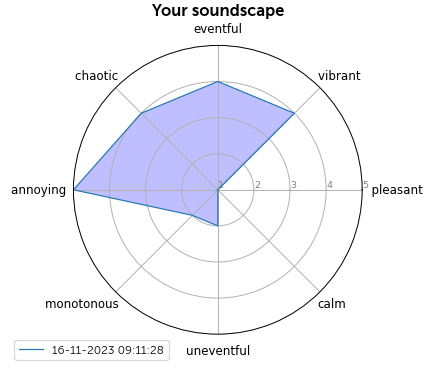 Your soundscape
eventful
chaotic
vibrant
annoying
1 2 3 4 5
pleasant
monotonous
calm
uneventful
16-11-2023 09:11:28